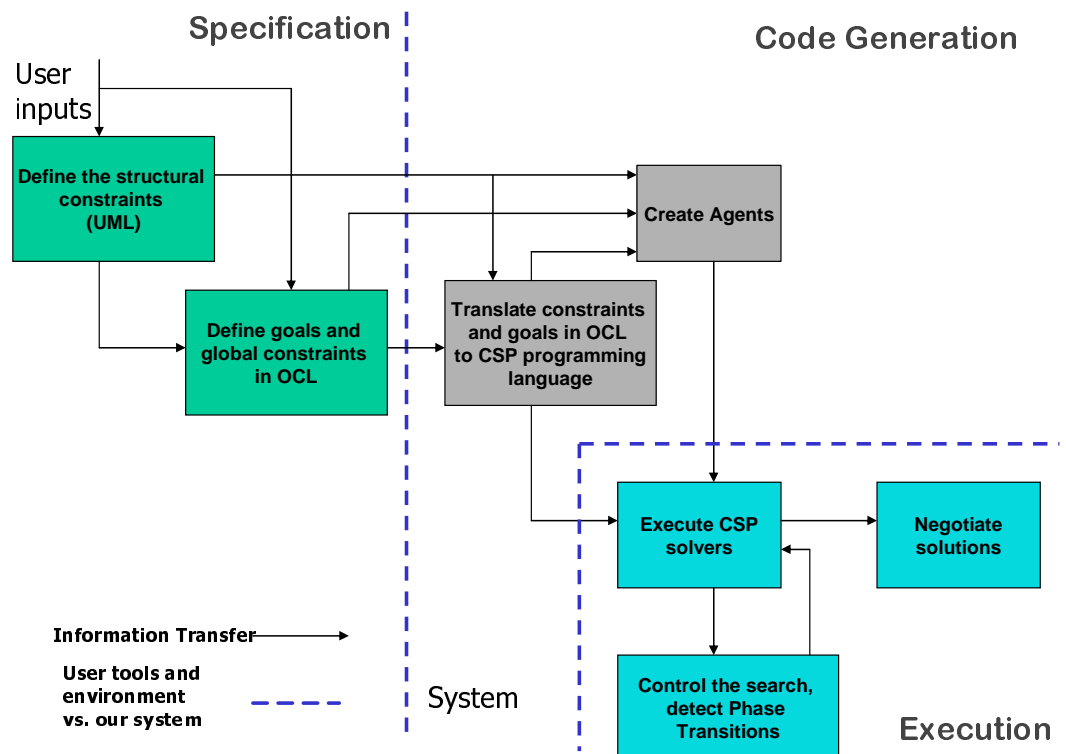 Specification
Code Generation
User
inputs
Define the structural
constraints
(UML)
Create Agents
Define goals and
global constraints
in OCL
Translate constraints
and goals in OCL
to CSP programming
language
Execute CSP
solvers
Negotiate
solutions
Information Transfer
User tools and
environment
vs. our system
System
Control the search,
detect Phase
Transitions
Execution